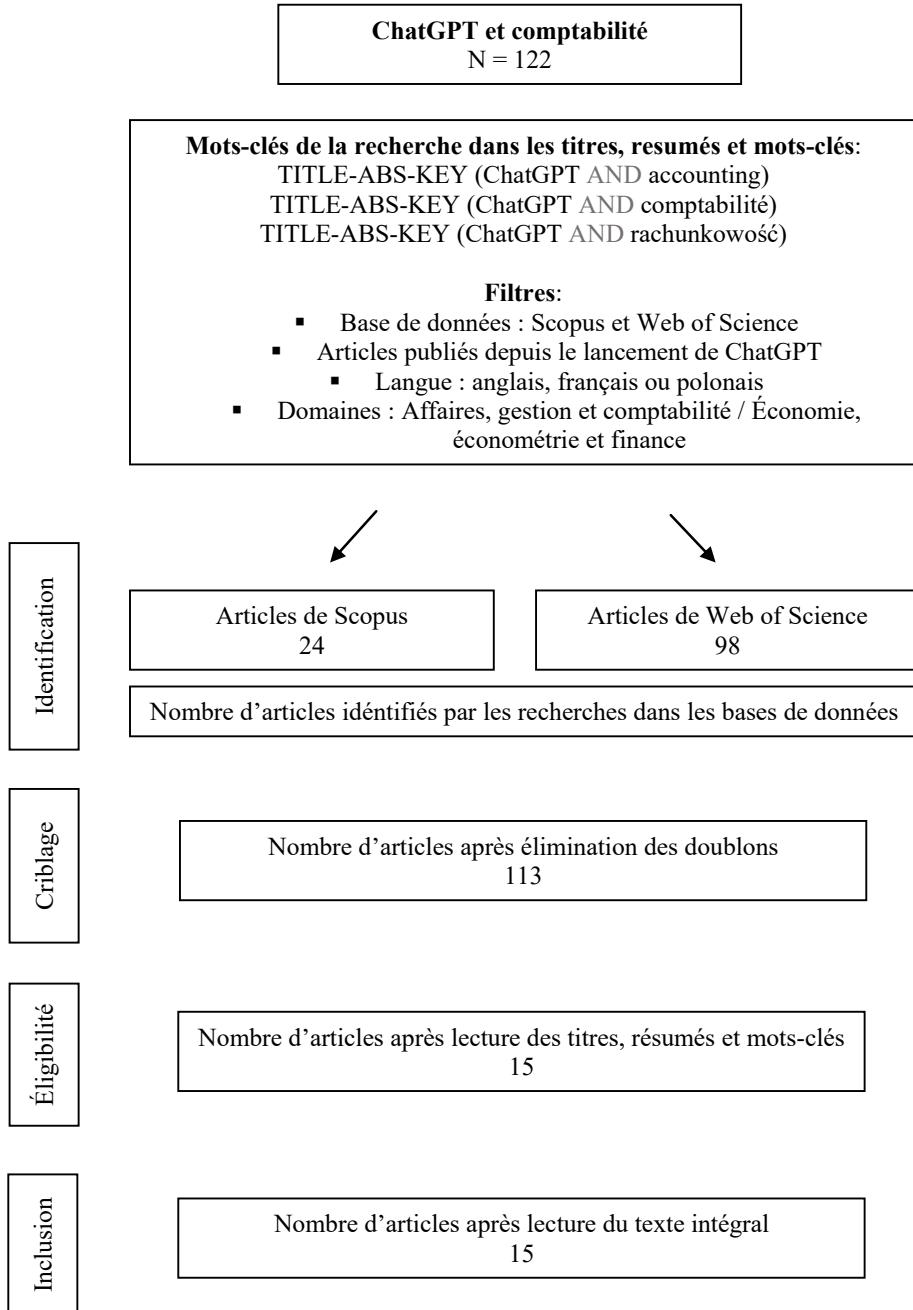 ChatGPT et comptabilité
N = 122
Mots-clés de la recherche dans les titres, resumés et mots-clés:
TITLE-ABS-KEY (ChatGPT AND accounting)
TITLE-ABS-KEY (ChatGPT AND comptabilité)
TITLE-ABS-KEY (ChatGPT AND rachunkowość)
Filtres:
▪ Base de données : Scopus et Web of Science
▪ Articles publiés depuis le lancement de ChatGPT
▪ Langue : anglais, français ou polonais
▪ Domaines : Affaires, gestion et comptabilité / Économie,
économétrie et finance
Identification
Articles de Scopus
24
Articles de Web of Science
98
Nombre d’articles idéntifiés par les recherches dans les bases de données
Criblage
Nombre d’articles après élimination des doublons
113
Éligibilité
Nombre d’articles après lecture des titres, résumés et mots-clés
15
Inclusion
Nombre d’articles après lecture du texte intégral
15